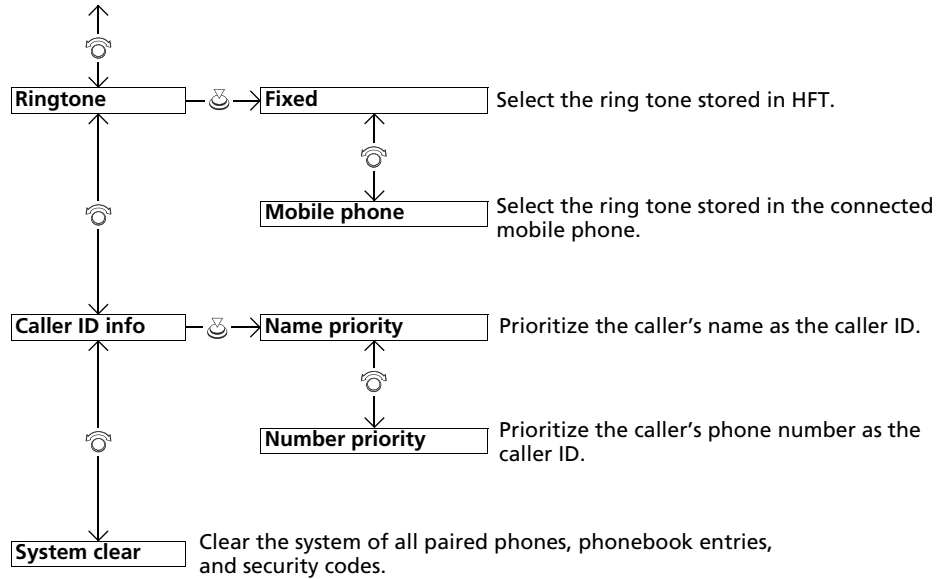 Ringtone
Fixed
Select the ring tone stored in HFT.
Mobile phone
Select the ring tone stored in the connected
mobile phone.
Caller ID info
Name priority
Prioritize the caller’s name as the caller ID.
Number priority
Prioritize the caller’s phone number as the
caller ID.
System clear
Clear the system of all paired phones, phonebook entries,
and security codes.